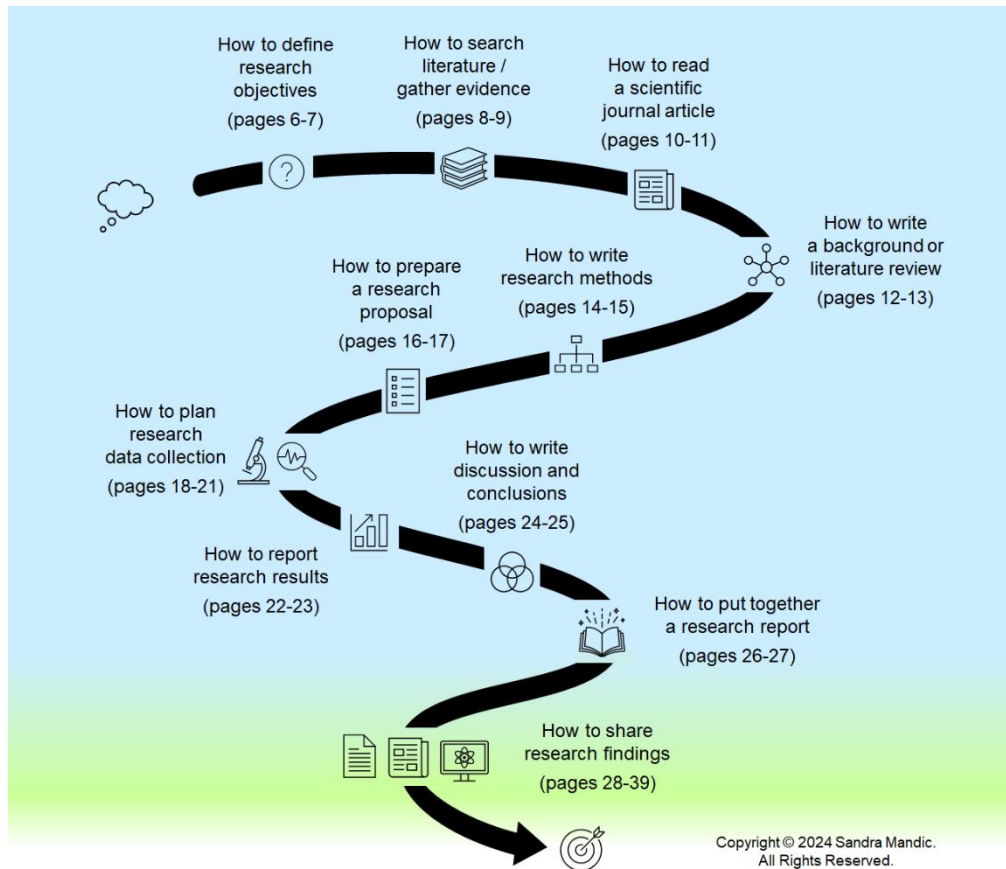 How to define
research
objectives
(pages 6-7)
How to search
literature /
gather evidence
(pages 8-9)
How to read
a scientific
journal article
(pages 10-11)
How to write
a background or
literature review
(pages 12-13)
How to write
research methods
(pages 14-15)
How to prepare
a research
proposal
(pages 16-17)
How to plan
research
data collection
(pages 18-21)
How to report
research results
(pages 22-23)
How to write
discussion and
conclusions
(pages 24-25)
How to put together
a research report
(pages 26-27)
How to share
research findings
(pages 28-39)
Copyright © 2024 Sandra Mandic.
All Rights Reserved.